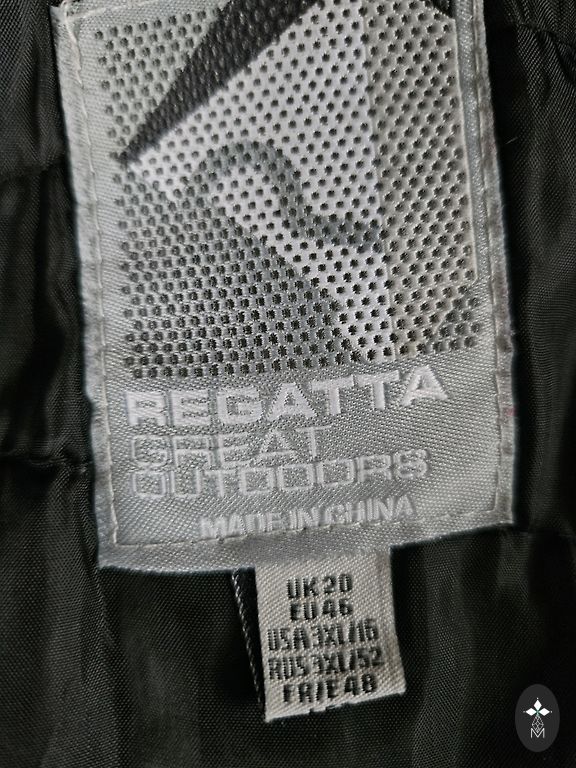 REGATTA
GREAT
OUTDOORS
MADE IN CHINA
UK 20
EU 46
USA 3XL/16
RUS 3XL/52
FR/E 48
M